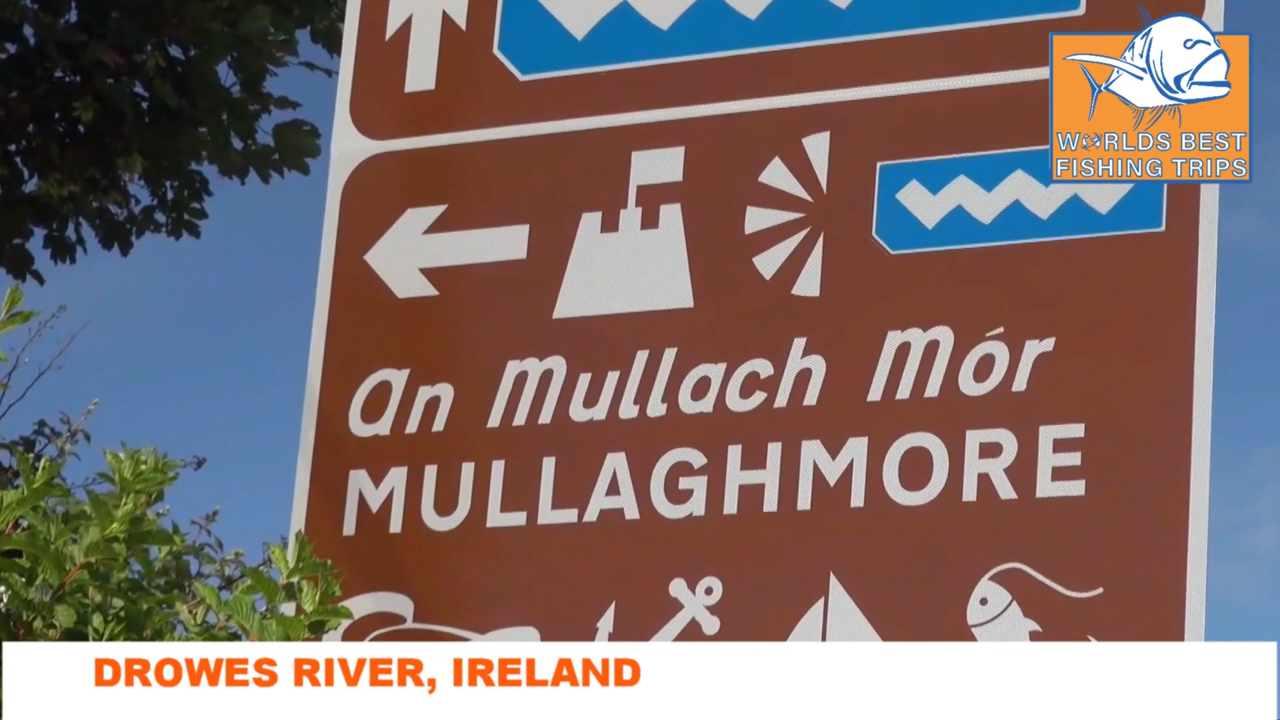 WORLDS BEST
FISHING TRIPS
An Mullach Mór
MULLAGHMORE
DROWES RIVER, IRELAND